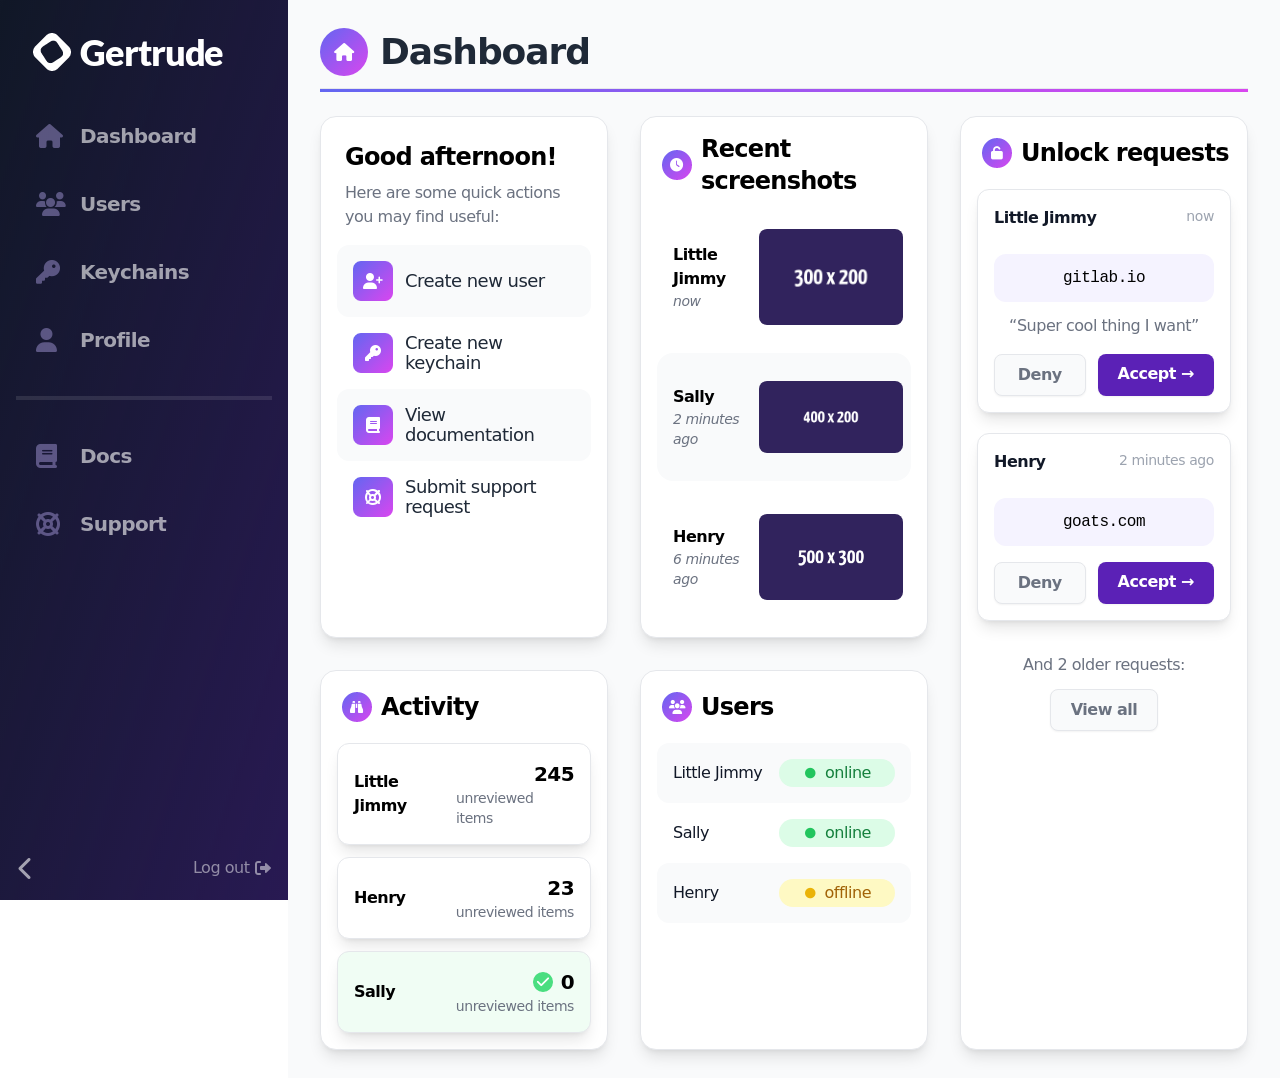 Gertrude
Dashboard
Users
Keychains
Profile
Docs
Support
Log out
Dashboard
Good afternoon!
Here are some quick actions
you may find useful:
Create new user
Create new
keychain
View
documentation
Submit support
request
Recent
screenshots
Little
Jimmy
now
300 x 200
Sally
2 minutes
ago
400 x 200
Henry
6 minutes
ago
500 x 300
Unlock requests
Little Jimmy
now
gitlab.io
“Super cool thing I want”
Deny
Accept →
Henry
2 minutes ago
goats.com
Deny
Accept →
And 2 older requests:
View all
Activity
Little
Jimmy
245
unreviewed
items
Henry
23
unreviewed items
Sally
0
unreviewed items
Users
Little Jimmy
online
Sally
online
Henry
offline